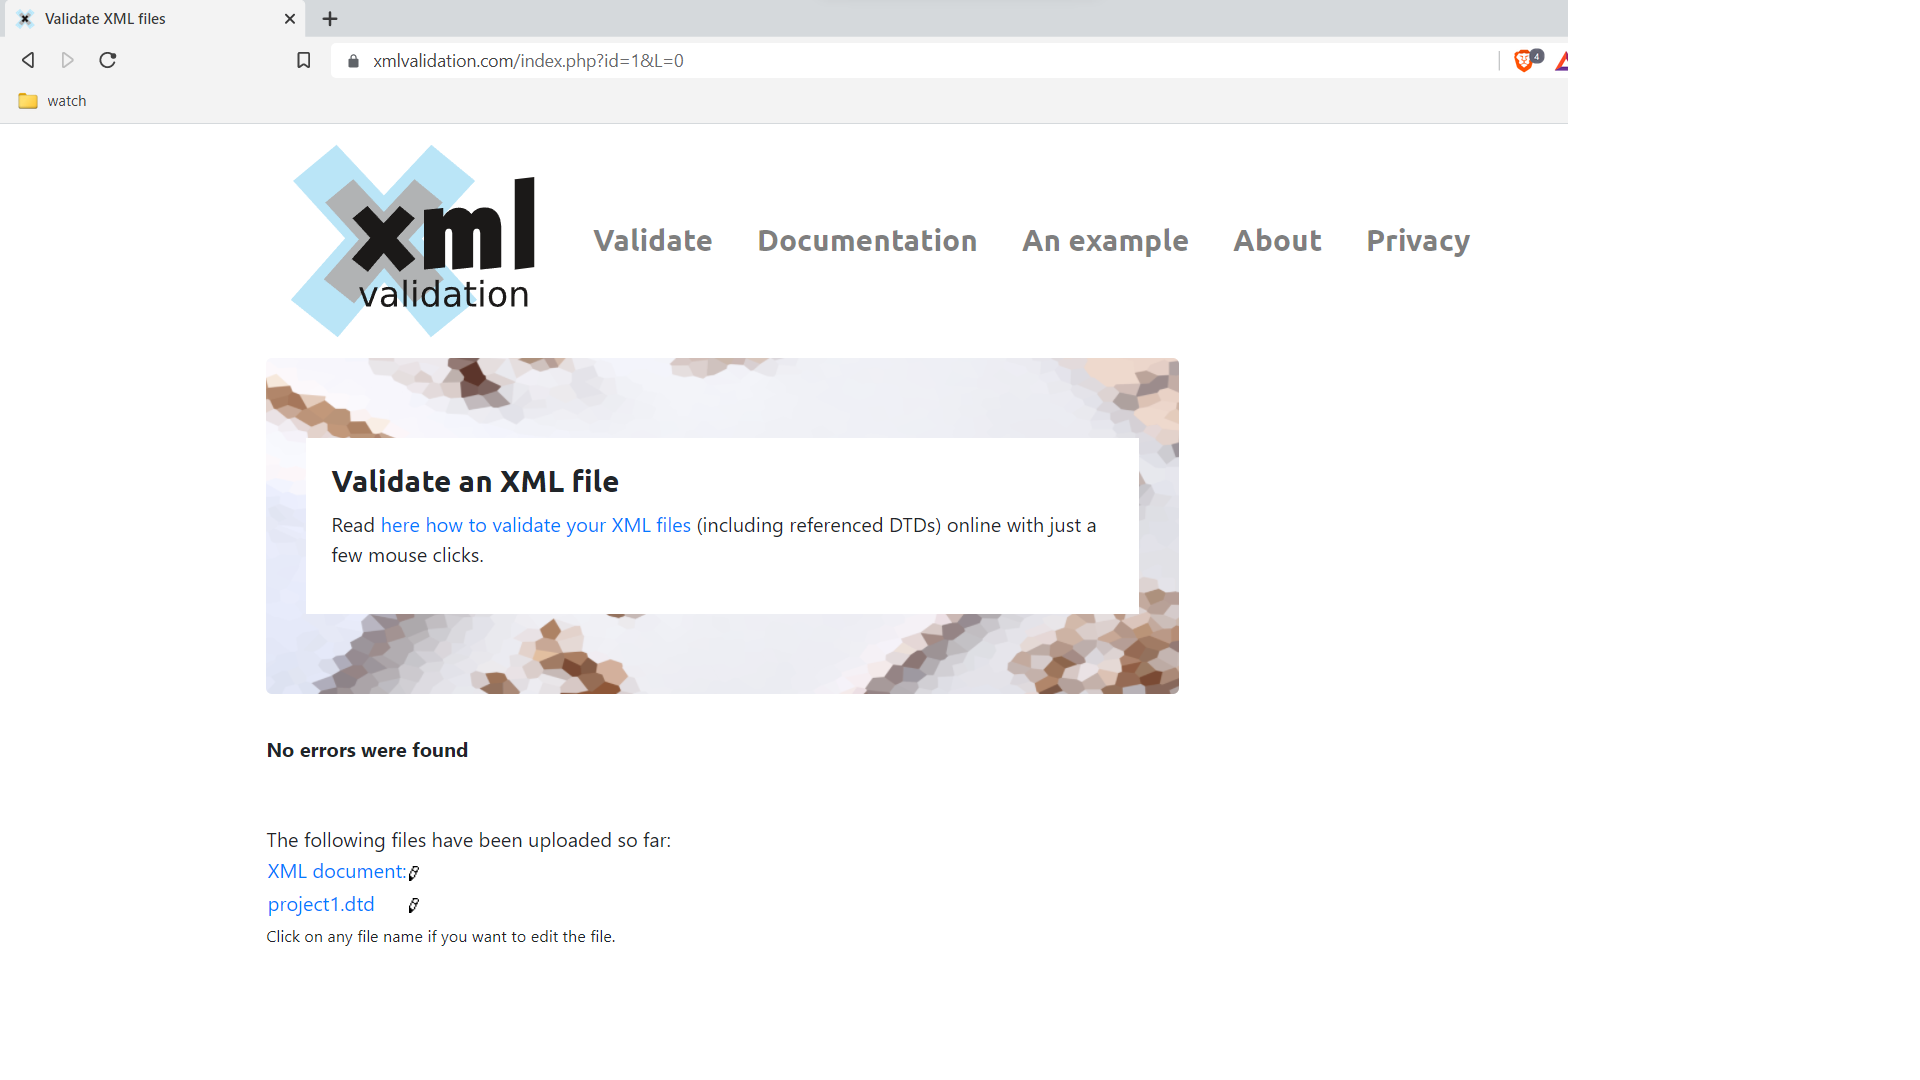 Validate XML files
xmlvalidation.com/index.php?id=1&L=0
4
watch
xml
validation
Validate Documentation An example About Privacy
Validate an XML file
Read here how to validate your XML files (including referenced DTDs) online with just a
few mouse clicks.
No errors were found
The following files have been uploaded so far:
XML document:
project1.dtd
Click on any file name if you want to edit the file.